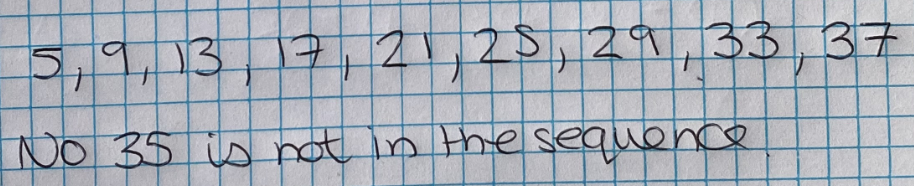 5, 9, 13, 17, 21, 25, 29, 33, 37
No 35 is not in the sequence.